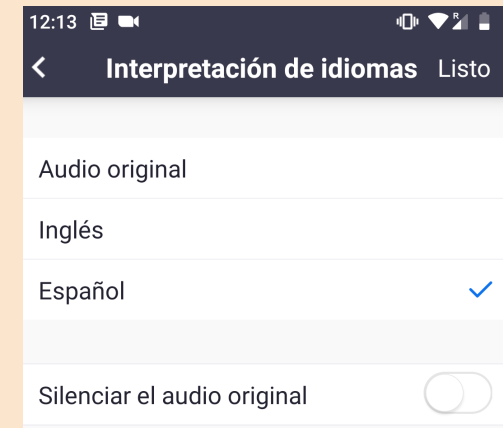 12:13
Interpretación de idiomas Listo
Audio original
Inglés
Español
Silenciar el audio original